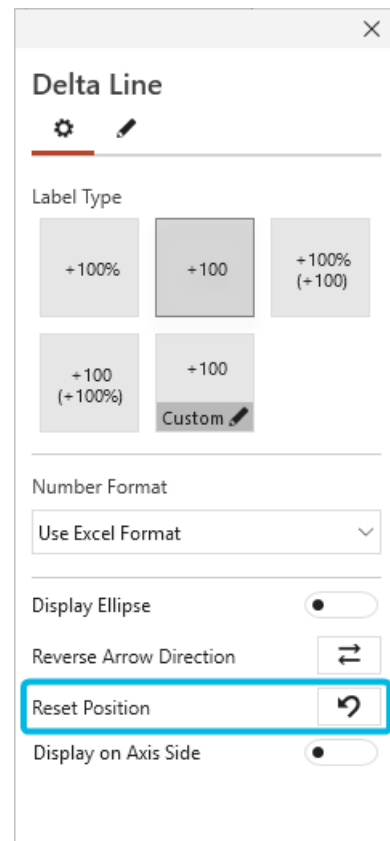 Delta Line
Label Type
+100%
+100
+100%
(+100)
+100
(+100%)
+100
Custom
Number Format
Use Excel Format
Display Ellipse
Reverse Arrow Direction
Reset Position
Display on Axis Side